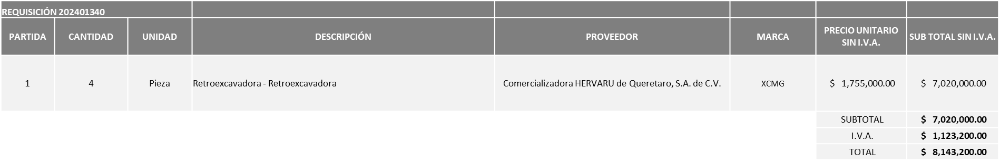 REQUISICIÓN 202401340
PARTIDA CANTIDAD UNIDAD DESCRIPCIÓN PROVEEDOR MARCA PRECIO UNITARIO SIN I.V.A. SUB TOTAL SIN I.V.A.
1 4 Pieza Retroexcavadora - Retroexcavadora Comercializadora HERVARU de Queretaro, S.A. de C.V. XCMG $ 1,755,000.00 $ 7,020,000.00
SUBTOTAL $ 7,020,000.00
I.V.A. $ 1,123,200.00
TOTAL $ 8,143,200.00